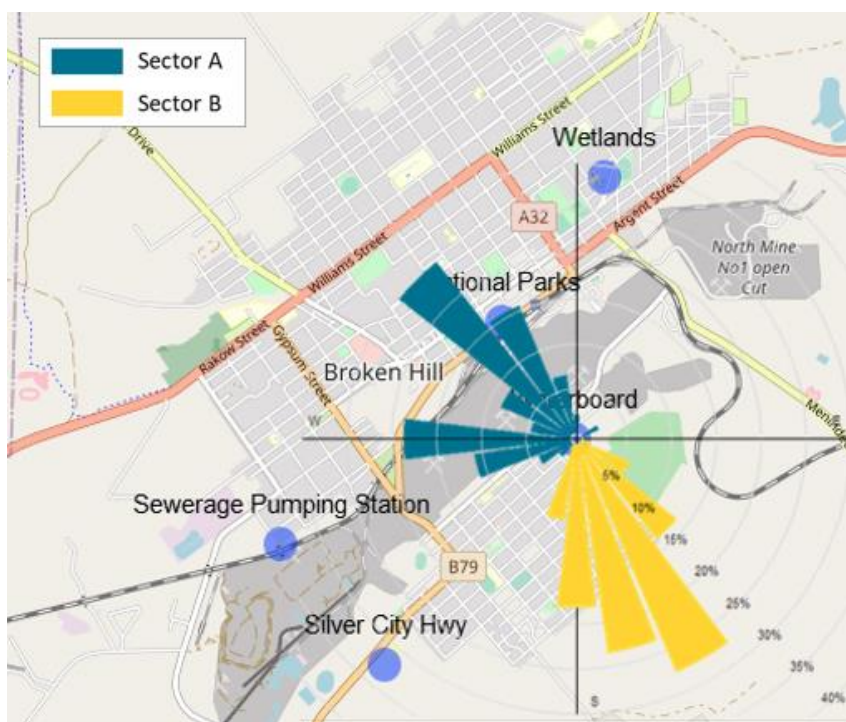 Sector A
Sector B
Drive
Williams Street
Wetlands
Argent Street
A32
North Mine
No1 open
Cut
Williams Street
tional Parks
Rakow Street
Gypsum Street
Broken Hill
rboard
W
Menin
5%
10%
15%
20%
25%
30%
35%
40%
Sewerage Pumping Station
B79
Silver City Hwy
S